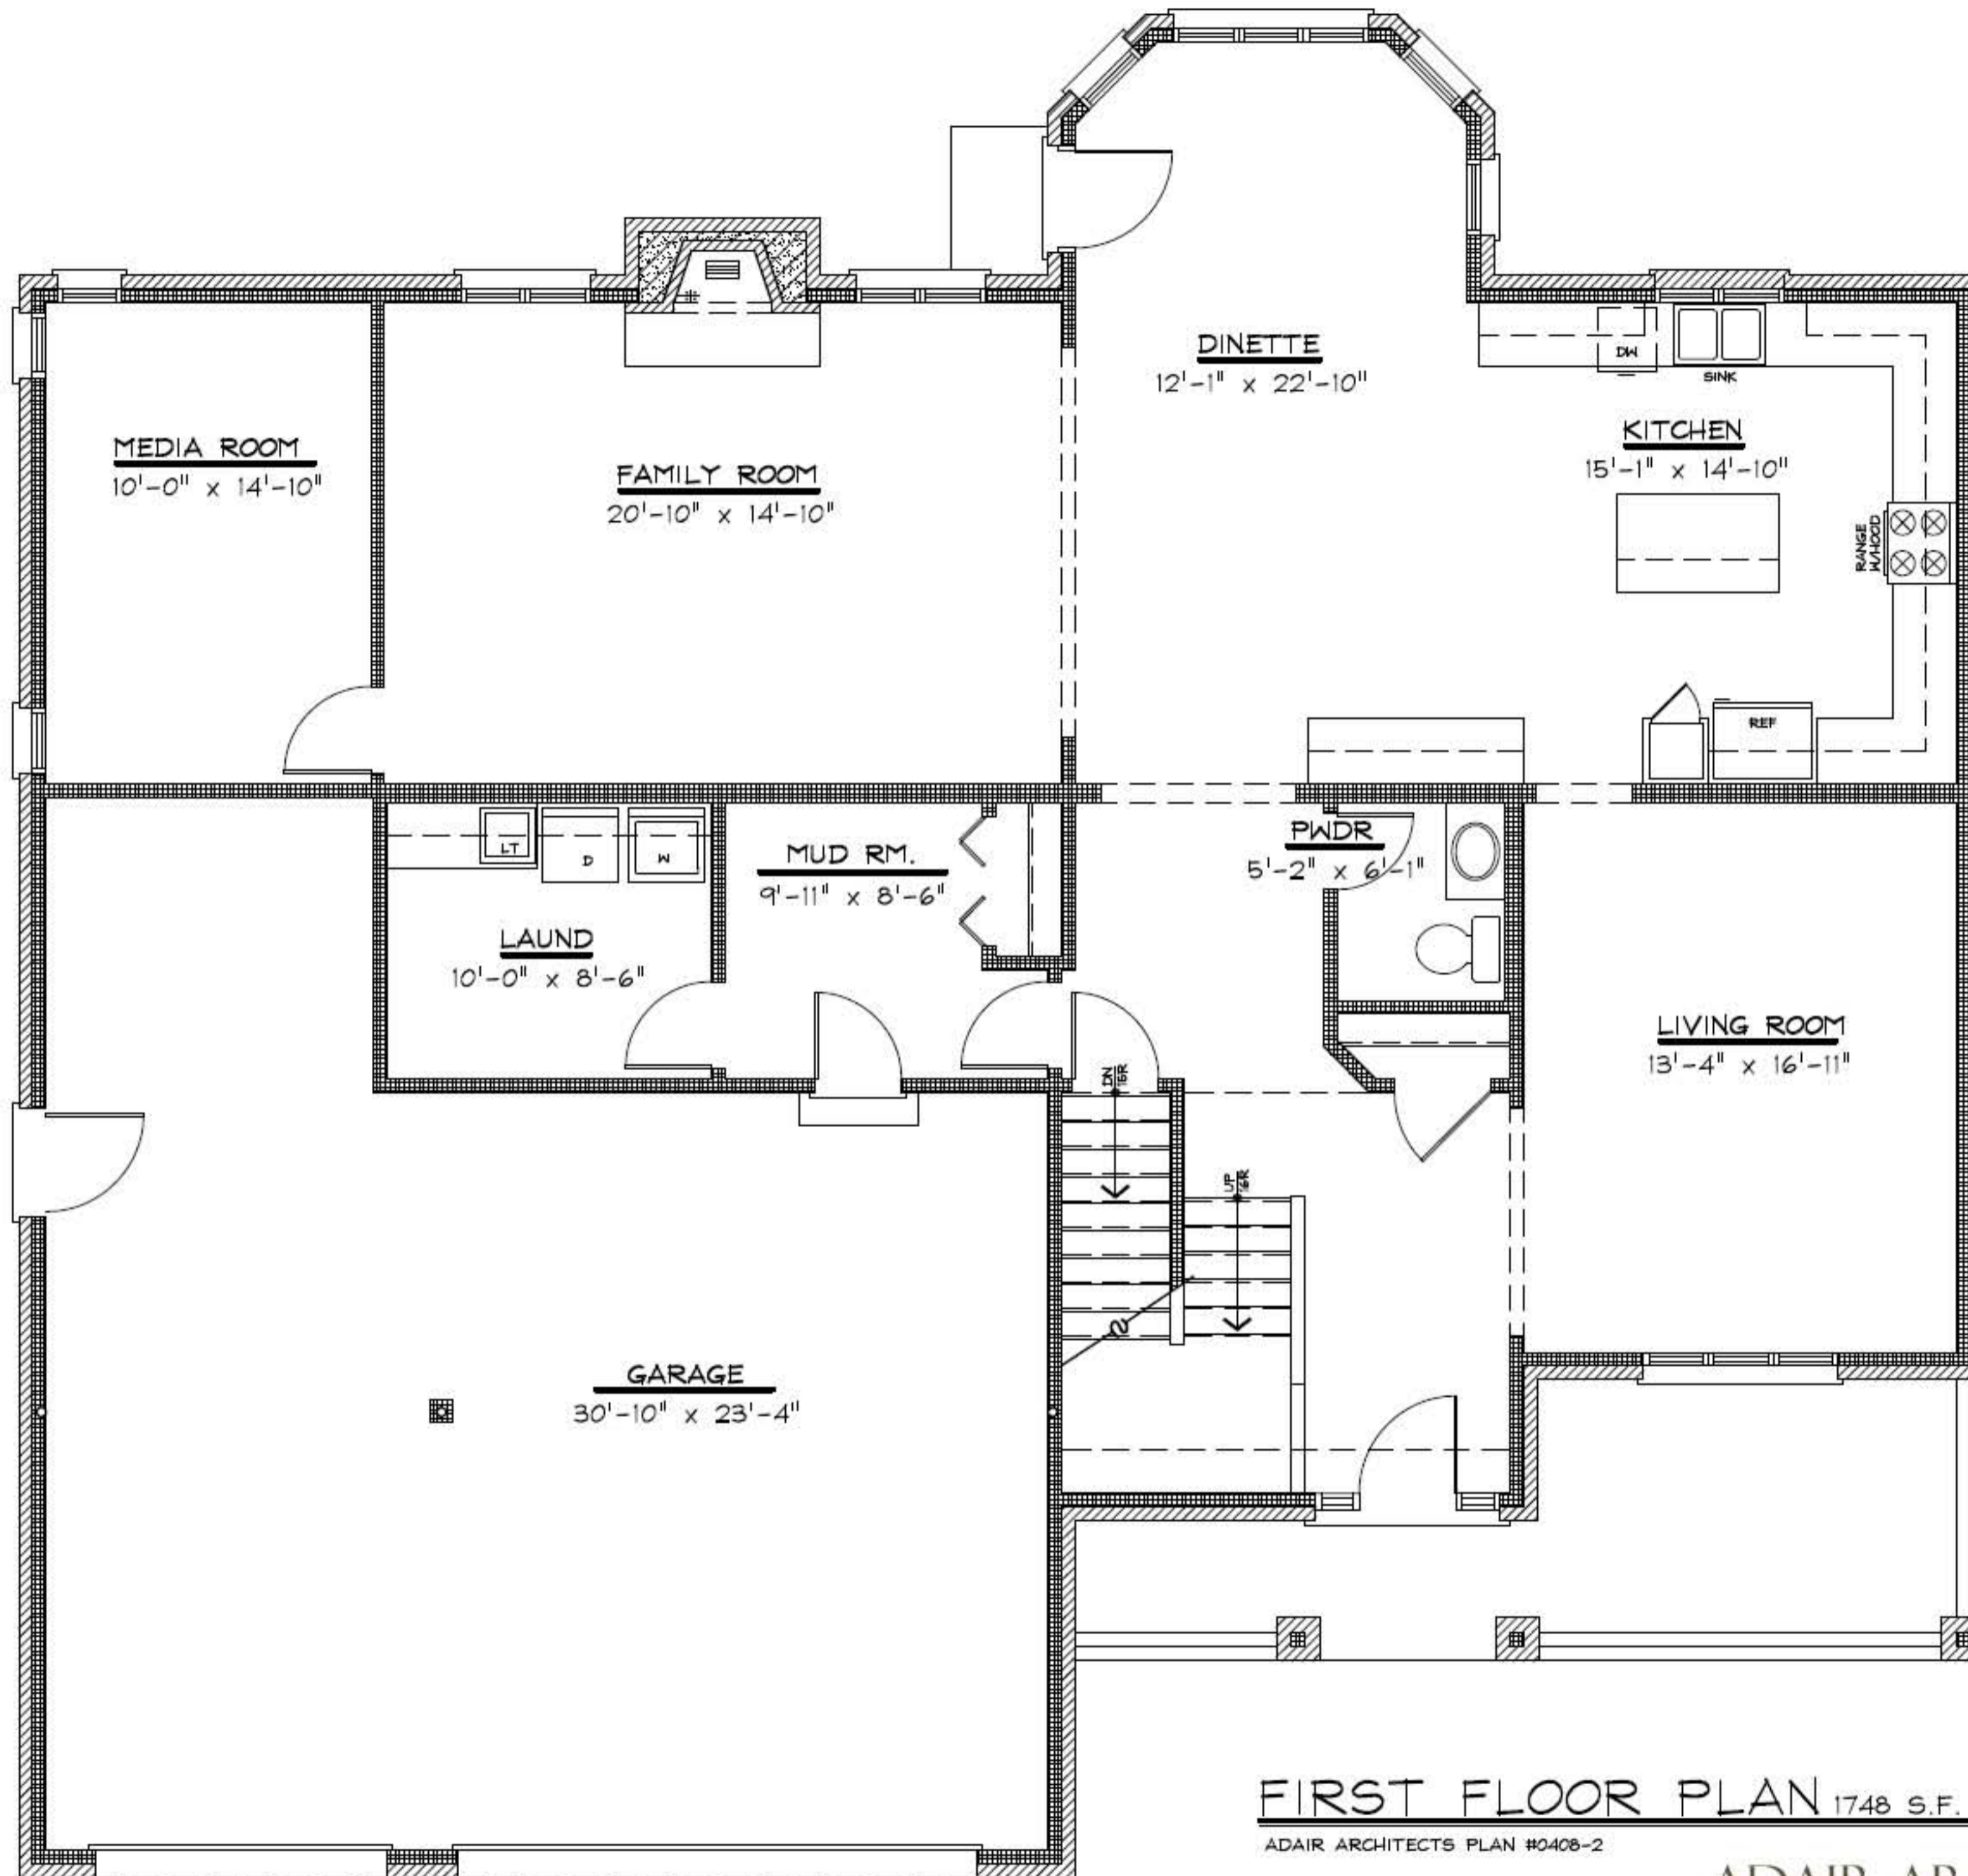 DINETTE
12'-1" x 22'-10"
DW
SINK
KITCHEN
15'-1" x 14'-10"
MEDIA ROOM
10'-0" x 14'-10"
FAMILY ROOM
20'-10" x 14'-10"
RANGE
W/HOOD
REF
LT
D
W
MUD RM.
9'-11" x 8'-6"
PWDR
5'-2" x 6'-1"
LAUND
10'-0" x 8'-6"
LIVING ROOM
13'-4" x 16'-11"
DN
16R
UP
16R
GARAGE
30'-10" x 23'-4"
FIRST FLOOR PLAN 1748 S.F.
ADAIR ARCHITECTS PLAN #0408-2
ADAIR